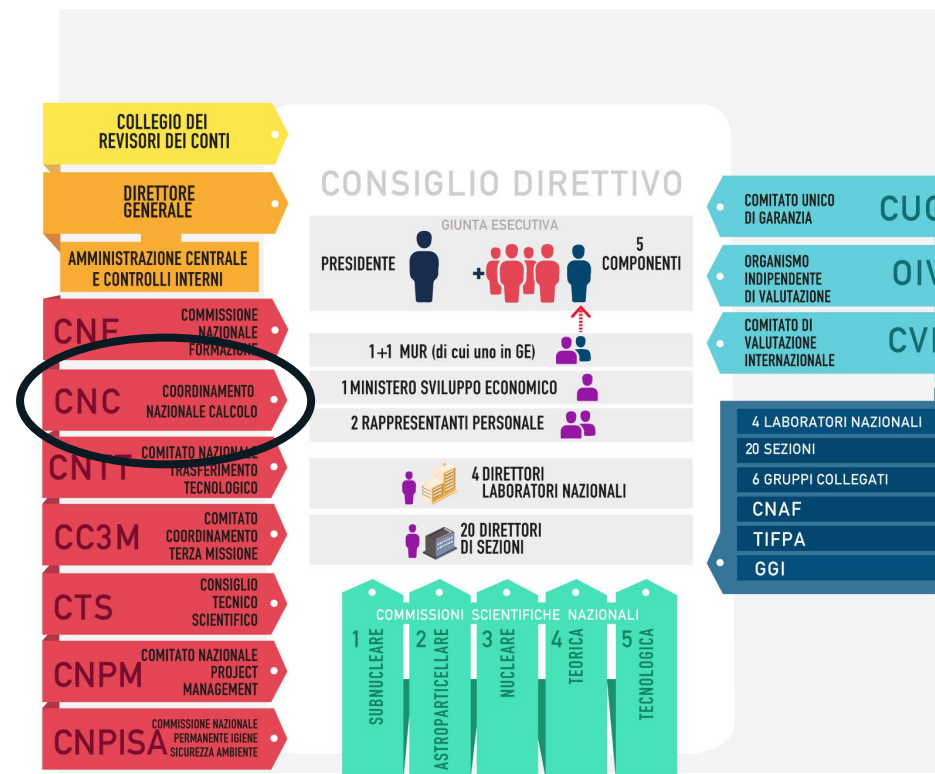 COLLEGIO DEI
REVISORI DEI CONTI
DIRETTORE
GENERALE
AMMINISTRAZIONE CENTRALE
E CONTROLLI INTERNI
CNF
COMMISSIONE
NAZIONALE
FORMAZIONE
CNC
COORDINAMENTO
NAZIONALE CALCOLO
CNTT
COMITATO NAZIONALE
TRASFERIMENTO
TECNOLOGICO
CC3M
COMITATO
COORDINAMENTO
TERZA MISSIONE
CTS
CONSIGLIO
TECNICO
SCIENTIFICO
CNPM
COMITATO NAZIONALE
PROJECT
MANAGEMENT
CNPISA
COMMISSIONE NAZIONALE
PERMANENTE IGIENE
SICUREZZA AMBIENTE
CONSIGLIO DIRETTIVO
GIUNTA ESECUTIVA
PRESIDENTE
+
5
COMPONENTI
1+1 MUR (di cui uno in GE)
1 MINISTERO SVILUPPO ECONOMICO
2 RAPPRESENTANTI PERSONALE
4 DIRETTORI
LABORATORI NAZIONALI
20 DIRETTORI
DI SEZIONI
COMMISSIONI SCIENTIFICHE NAZIONALI
1 SUBNUCLEARE
2 ASTROPARTICELLARE
3 NUCLEARE
4 TEORICA
5 TECNOLOGICA
COMITATO UNICO
DI GARANZIA
CUG
ORGANISMO
INDIPENDENTE
DI VALUTAZIONE
OIV
COMITATO DI
VALUTAZIONE
INTERNAZIONALE
CV
4 LABORATORI NAZIONALI
20 SEZIONI
6 GRUPPI COLLEGATI
CNAF
TIFPA
GGI